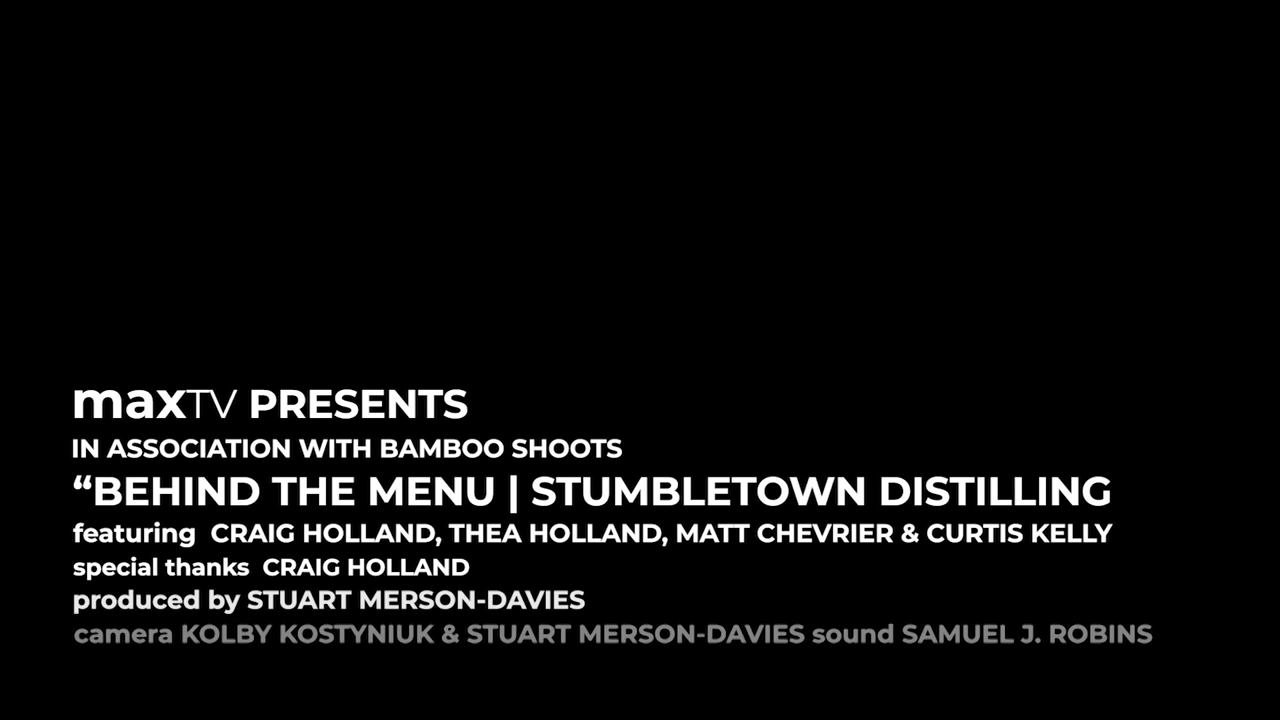 maxTV PRESENTS
IN ASSOCIATION WITH BAMBOO SHOOTS
“BEHIND THE MENU | STUMBLETOWN DISTILLING
featuring CRAIG HOLLAND, THEA HOLLAND, MATT CHEVRIER & CURTIS KELLY
special thanks CRAIG HOLLAND
produced by STUART MERSON-DAVIES
camera KOLBY KOSTYNIUK & STUART MERSON-DAVIES sound SAMUEL J. ROBINS